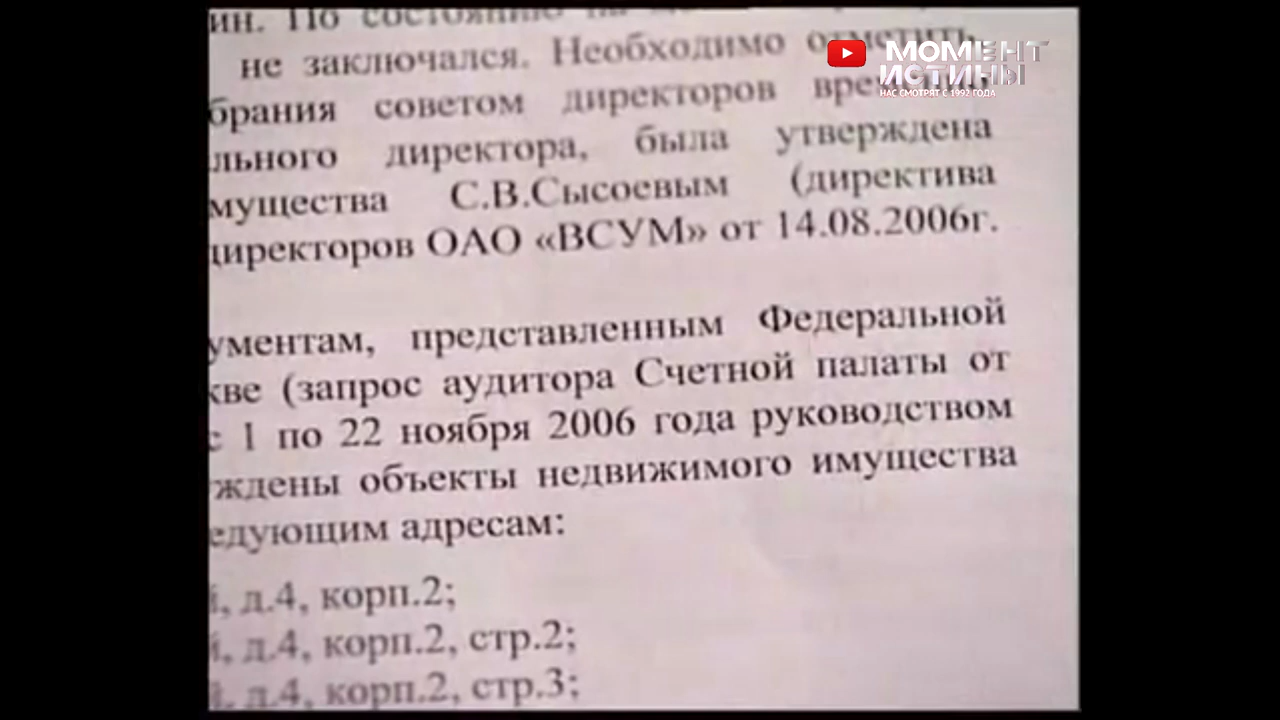 ин. По состоянию на
не заключался. Необходимо отметить,
брания советом директоров
льного директора, была утверждена
мущества С.В.Сысоевым (директива
директоров ОАО «ВСУМ» от 14.08.2006г.
ументам, представленным Федеральной
кве (запрос аудитора Счетной палаты от
с 1 по 22 ноября 2006 года руководством
ждены объекты недвижимого имущества
едующим адресам:
й, д.4, корп.2;
й, д.4, корп.2, стр.2;
й, д.4, корп.2, стр.3;
МОМЕНТ
ИСТИНЫ
НАС СМОТРЯТ С 1992 ГОДА